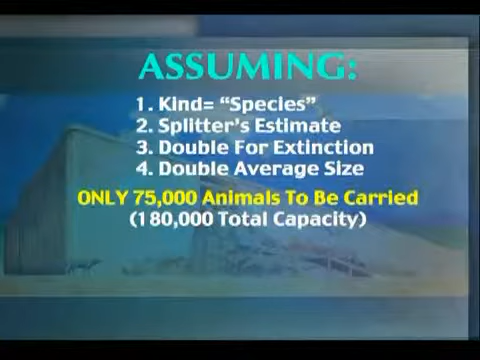 ASSUMING:
1. Kind= “Species”
2. Splitter’s Estimate
3. Double For Extinction
4. Double Average Size
ONLY 75,000 Animals To Be Carried
(180,000 Total Capacity)